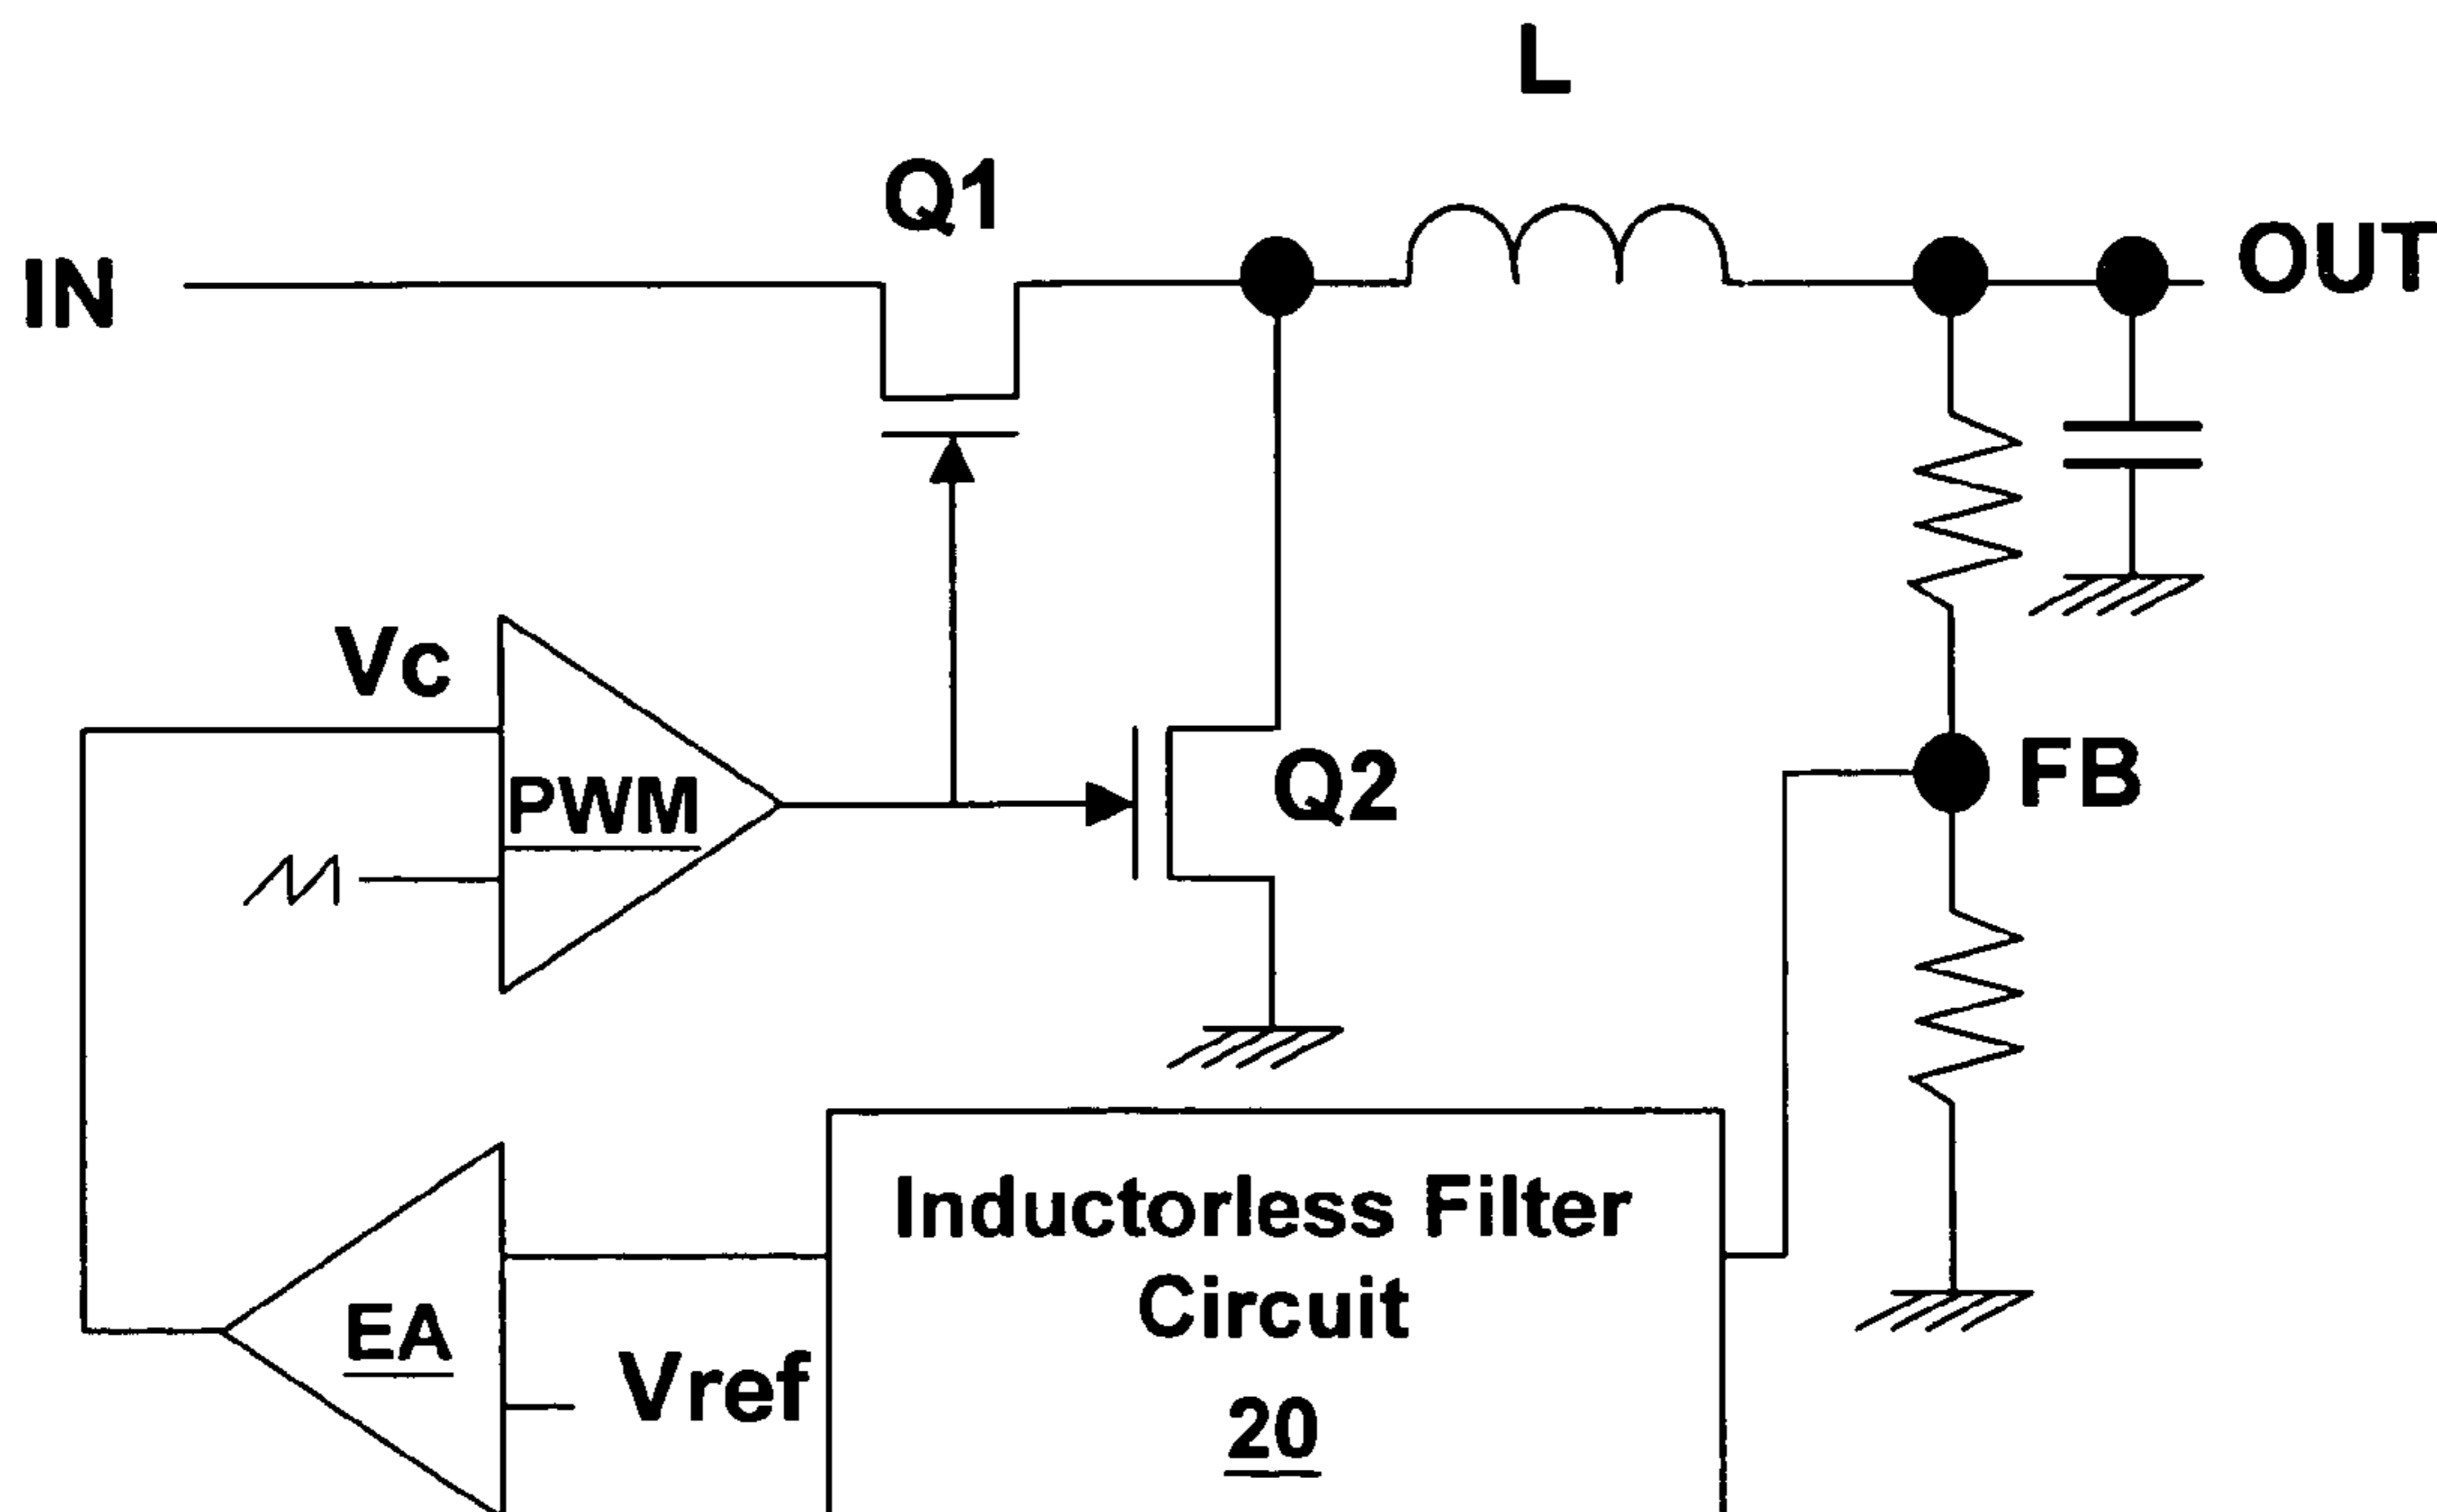 L
Q1
IN
OUT
Vc
PWM
Q2
FB
Inductorless Filter
Circuit
EA
Vref
20